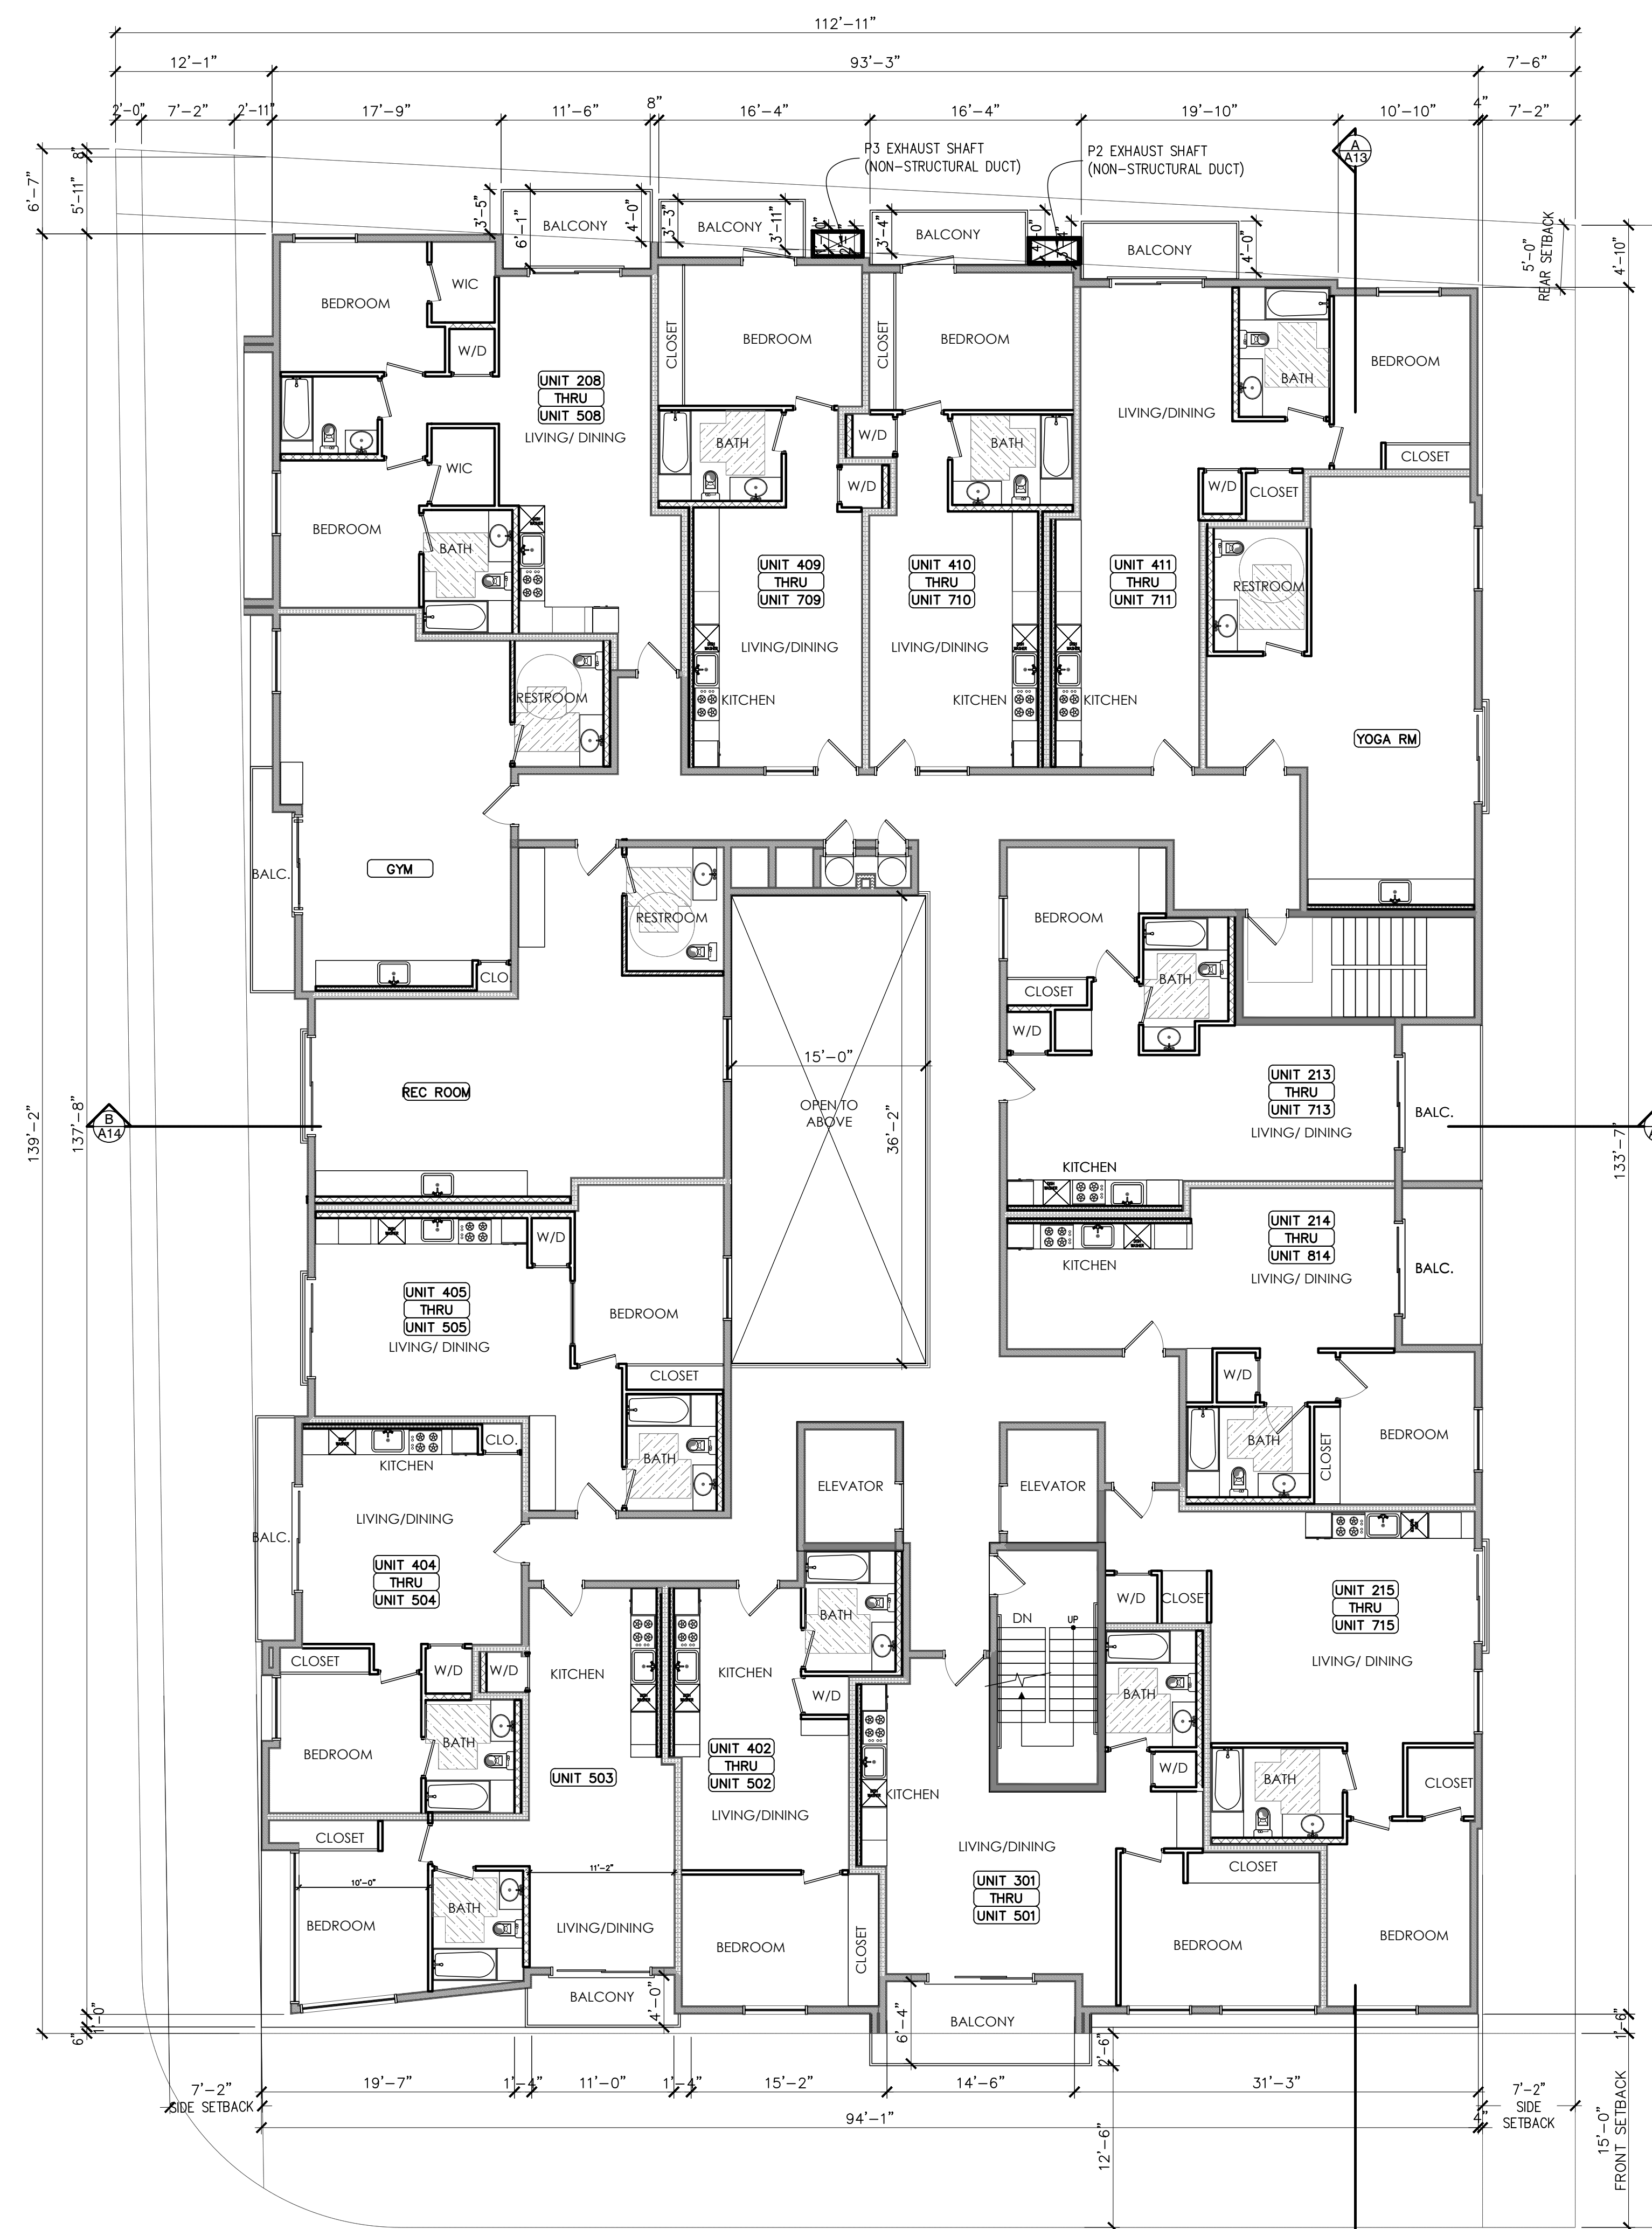 112'-11"
12'-1"
93'-3"
7'-6"
2'-0"
7'-2"
2'-11"
17'-9"
11'-6"
8"
16'-4"
16'-4"
19'-10"
10'-10"
4"
7'-2"
P3 EXHAUST SHAFT
(NON-STRUCTURAL DUCT)
P2 EXHAUST SHAFT
(NON-STRUCTURAL DUCT)
A
A13
6'-7"
8"
5'-11"
3'-5"
6'-1"
4'-0"
BALCONY
3'-3"
BALCONY
3'-11"
3'-4"
BALCONY
4'-0"
BALCONY
4'-0"
5'-0"
REAR SETBACK
4'-10"
BEDROOM
WIC
W/D
CLOSET
BEDROOM
CLOSET
BEDROOM
BATH
BEDROOM
UNIT 208
THRU
UNIT 508
LIVING/ DINING
LIVING/DINING
BATH
W/D
BATH
CLOSET
WIC
W/D
W/D
CLOSET
BEDROOM
BATH
UNIT 409
THRU
UNIT 709
UNIT 410
THRU
UNIT 710
UNIT 411
THRU
UNIT 711
RESTROOM
LIVING/DINING
LIVING/DINING
RESTROOM
KITCHEN
KITCHEN
KITCHEN
YOGA RM
GYM
BALC.
RESTROOM
BEDROOM
CLO.
CLOSET
BATH
W/D
15'-0"
REC ROOM
OPEN TO
ABOVE
36'-2"
UNIT 213
THRU
UNIT 713
LIVING/ DINING
BALC.
B
A14
139'-2"
137'-8"
133'-7"
KITCHEN
W/D
UNIT 214
THRU
UNIT 814
LIVING/ DINING
KITCHEN
BALC.
UNIT 405
THRU
UNIT 505
LIVING/ DINING
BEDROOM
CLOSET
W/D
CLO.
KITCHEN
BATH
BATH
CLOSET
BEDROOM
ELEVATOR
ELEVATOR
BALC.
LIVING/DINING
UNIT 404
THRU
UNIT 504
W/D
CLOSET
UNIT 215
THRU
UNIT 715
LIVING/ DINING
BATH
DN
UP
CLOSET
W/D
W/D
KITCHEN
KITCHEN
W/D
BATH
BEDROOM
BATH
UNIT 503
UNIT 402
THRU
UNIT 502
LIVING/DINING
KITCHEN
W/D
BATH
CLOSET
CLOSET
LIVING/DINING
CLOSET
11'-2"
10'-0"
UNIT 301
THRU
UNIT 501
BEDROOM
BATH
LIVING/DINING
BEDROOM
CLOSET
BEDROOM
BEDROOM
BALCONY
4'-0"
6'-4"
BALCONY
1'-0"
6"
2'-6"
1'-6"
7'-2"
SIDE SETBACK
19'-7"
1'-4"
11'-0"
1'-4"
15'-2"
14'-6"
31'-3"
7'-2"
SIDE
SETBACK
94'-1"
4"
12'-6"
15'-0"
FRONT SETBACK